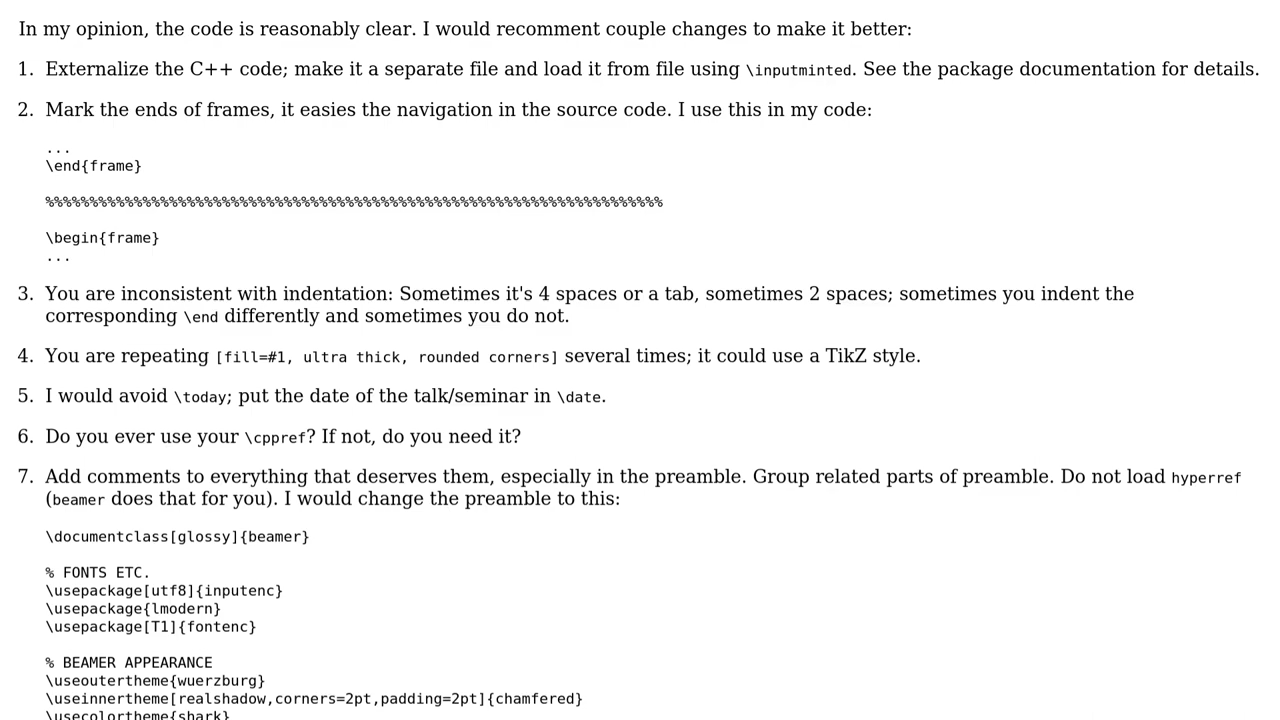 In my opinion, the code is reasonably clear. I would recomment couple changes to make it better:
1. Externalize the C++ code; make it a separate file and load it from file using \inputminted. See the package documentation for details.
2. Mark the ends of frames, it easies the navigation in the source code. I use this in my code:
...
\end{frame}
%%%%%%%%%%%%%%%%%%%%%%%%%%%%%%%%%%%%%%%%%%%%%%%%%%%%%%%%%%%%%%%%%%%%%%
\begin{frame}
...
3. You are inconsistent with indentation: Sometimes it's 4 spaces or a tab, sometimes 2 spaces; sometimes you indent the
corresponding \end differently and sometimes you do not.
4. You are repeating [fill=#1, ultra thick, rounded corners] several times; it could use a TikZ style.
5. I would avoid \today; put the date of the talk/seminar in \date.
6. Do you ever use your \cppref? If not, do you need it?
7. Add comments to everything that deserves them, especially in the preamble. Group related parts of preamble. Do not load hyperref
(beamer does that for you). I would change the preamble to this:
\documentclass[glossy]{beamer}
% FONTS ETC.
\usepackage[utf8]{inputenc}
\usepackage{lmodern}
\usepackage[T1]{fontenc}
% BEAMER APPEARANCE
\useoutertheme{wuerzburg}
\useinnertheme[realshadow,corners=2pt,padding=2pt]{chamfered}
\usecolortheme{shark}